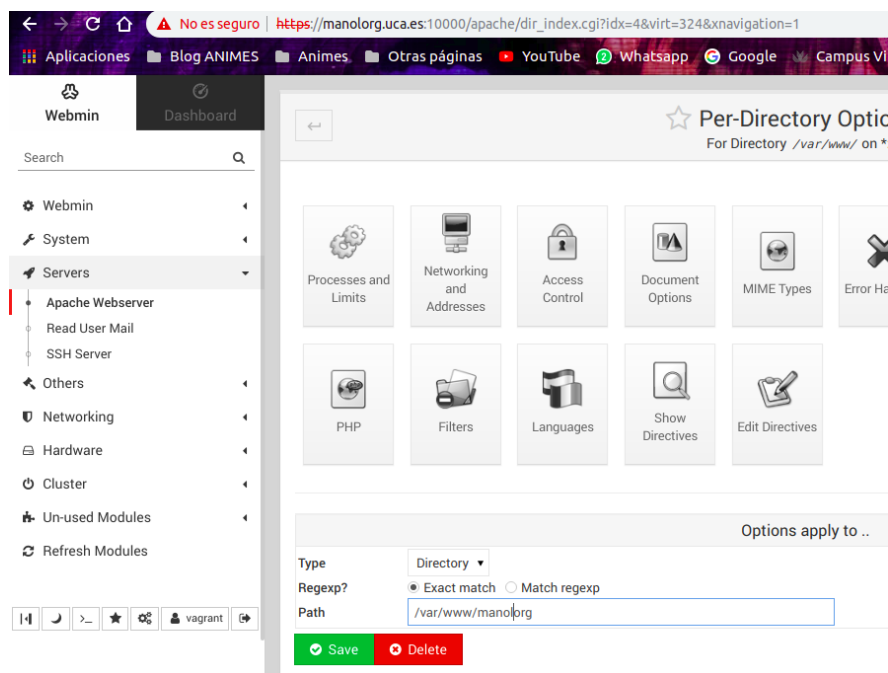 No es seguro | https://manolorg.uca.es:10000/apache/dir_index.cgi?idx=4&virt=324&xnavigation=1
Aplicaciones Blog ANIMES Animes Otras páginas YouTube Whatsapp Google Campus Vi
Webmin
Dashboard
Search
Webmin
System
Servers
Apache Webserver
Read User Mail
SSH Server
Others
Networking
Hardware
Cluster
Un-used Modules
Refresh Modules
vagrant
Per-Directory Optio
For Directory /var/www/ on *
Processes and
Limits
Networking
and
Addresses
Access
Control
Document
Options
MIME Types
Error Ha
PHP
Filters
Languages
Show
Directives
Edit Directives
Options apply to ..
Type Directory
Regexp? Exact match Match regexp
Path /var/www/manolorg
Save Delete